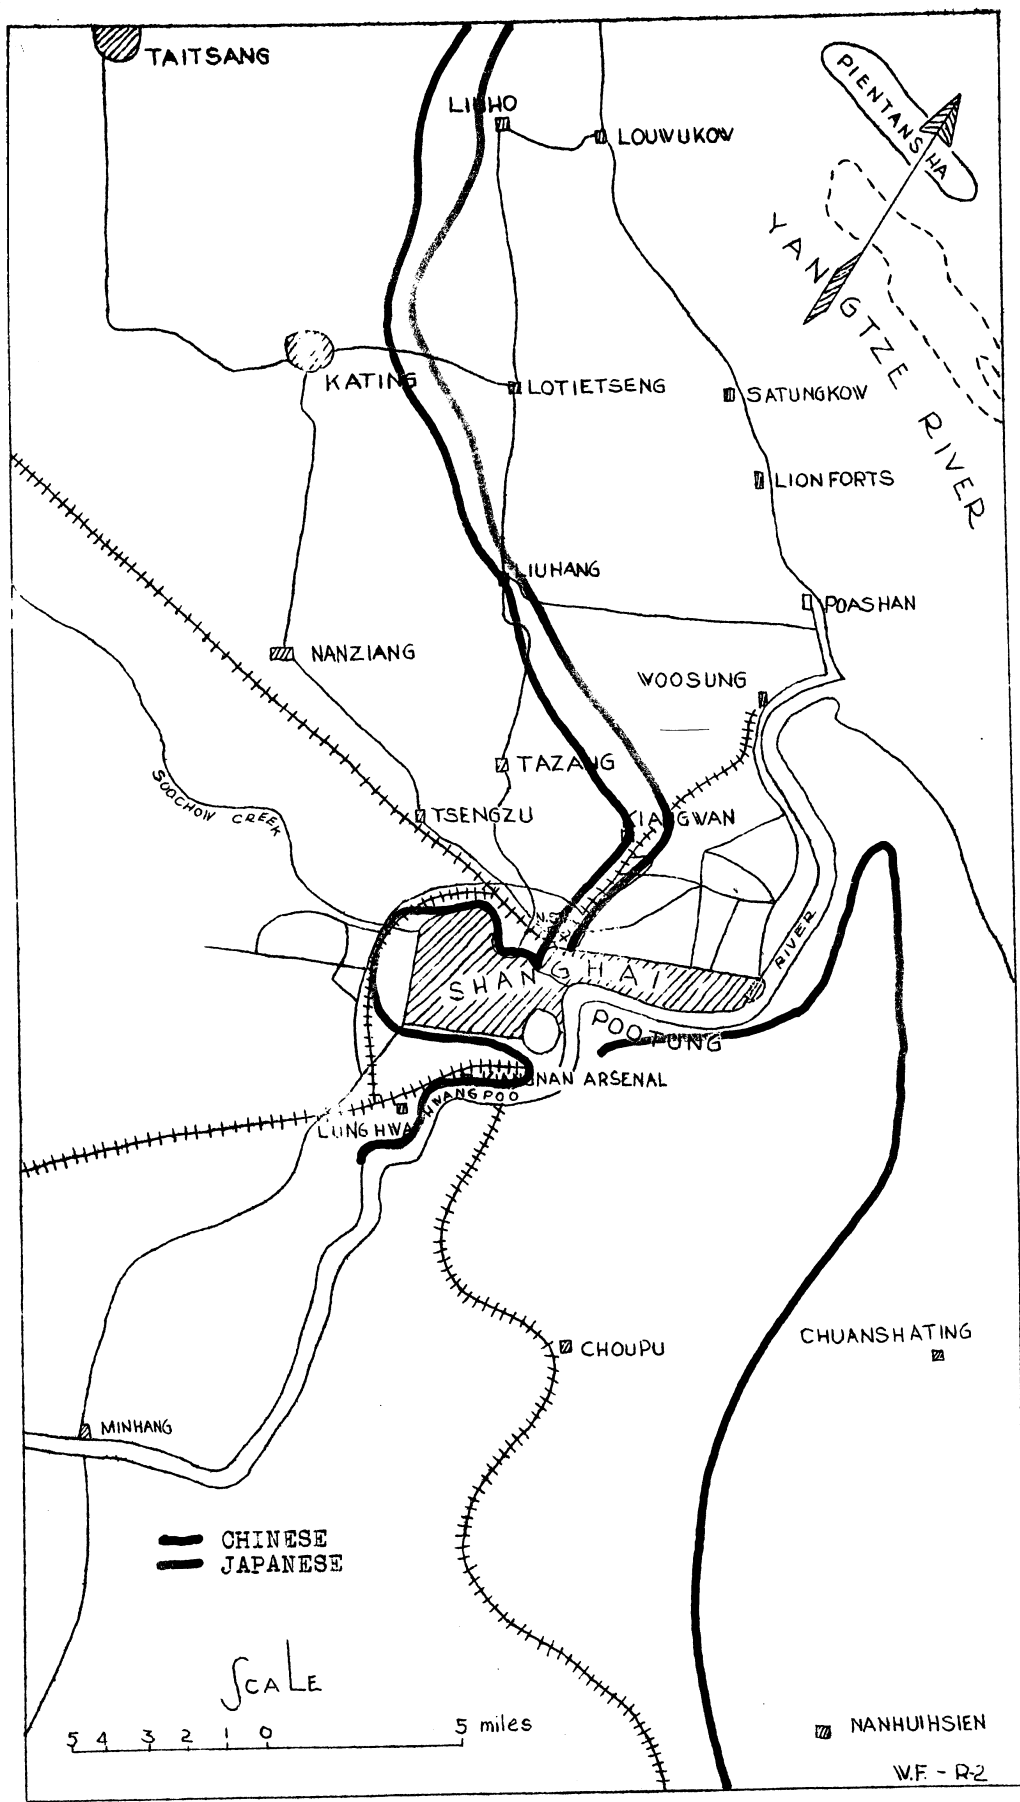 TAITSANG
LIUHO
LOUWUKOW
PIENTANSHA
YANGTZE RIVER
KATING
LOTIETSENG
SATUNGKOW
LION FORTS
LIUHANG
POASHAN
NANZIANG
WOOSUNG
TAZANG
SOOCHOW CREEK
TSENGZU
KIANGWAN
N.S.
RIVER
SHANGHAI
POOTUNG
KIANGNAN ARSENAL
HWANGPOO
LUNGHWA
CHOUPU
CHUANSHATING
MINHANG
CHINESE
JAPANESE
SCALE
5 4 3 2 1 0 5 miles
NANHUIHSIEN
W.F. - R-2